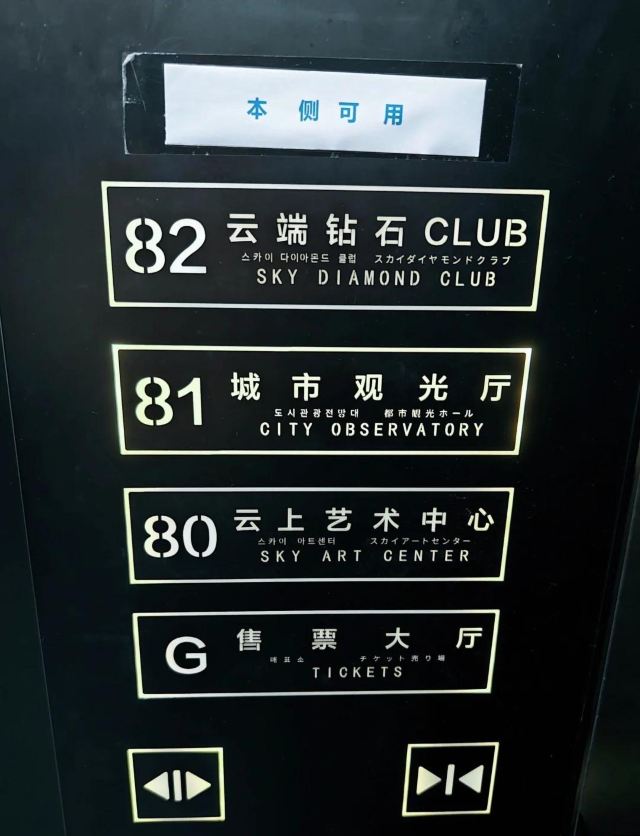 本侧可用
82 云端钻石 CLUB
스카이 다이아몬드 클럽 スカイダイヤモンドクラブ
SKY DIAMOND CLUB
81 城市观光厅
도시관광전망대 都市観光ホール
CITY OBSERVATORY
80 云上艺术中心
스카이 아트센터 スカイアートセンター
SKY ART CENTER
G 售票大厅
매표소 チケット売り場
TICKETS